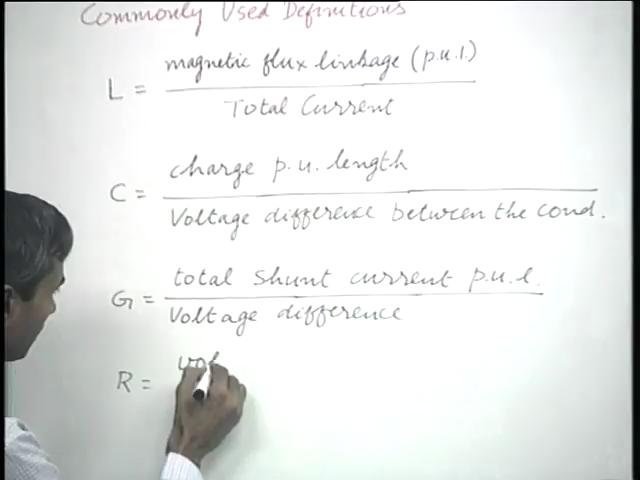 Commonly Used Definitions
L = magnetic flux linkage (p.u.l.)
Total Current
C = charge p.u. length
Voltage difference between the cond.
G = total shunt current p.u.l.
Voltage difference
R = vol